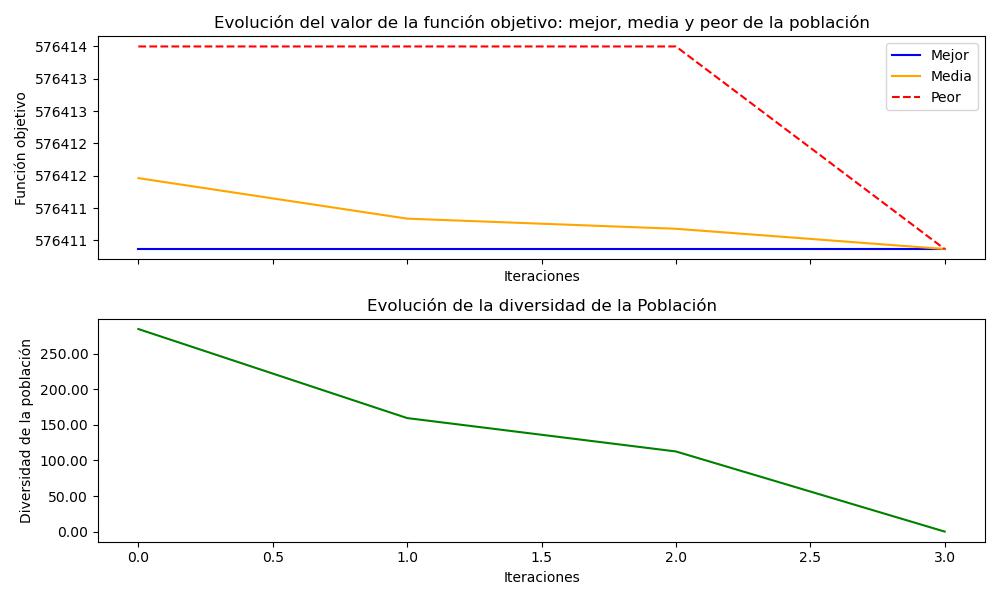 Evolución del valor de la función objetivo: mejor, media y peor de la población
576414
576413
576413
576412
576412
576411
576411
Función objetivo
Mejor
Media
Peor
Iteraciones
Evolución de la diversidad de la Población
250.00
200.00
150.00
100.00
50.00
0.00
Diversidad de la población
0.0 0.5 1.0 1.5 2.0 2.5 3.0
Iteraciones